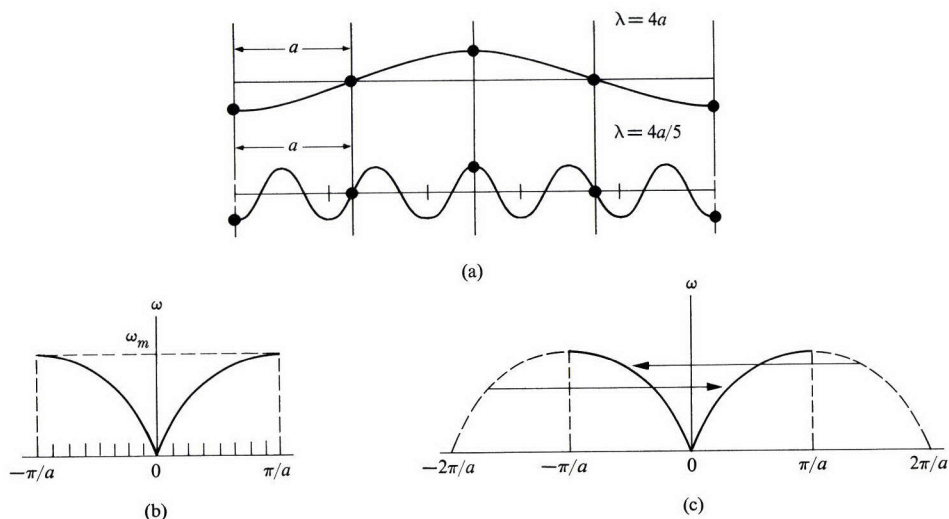 λ = 4a
a
λ = 4a/5
a
(a)
ω
ω_m
−π/a
0
π/a
(b)
ω
−2π/a
−π/a
0
π/a
2π/a
(c)